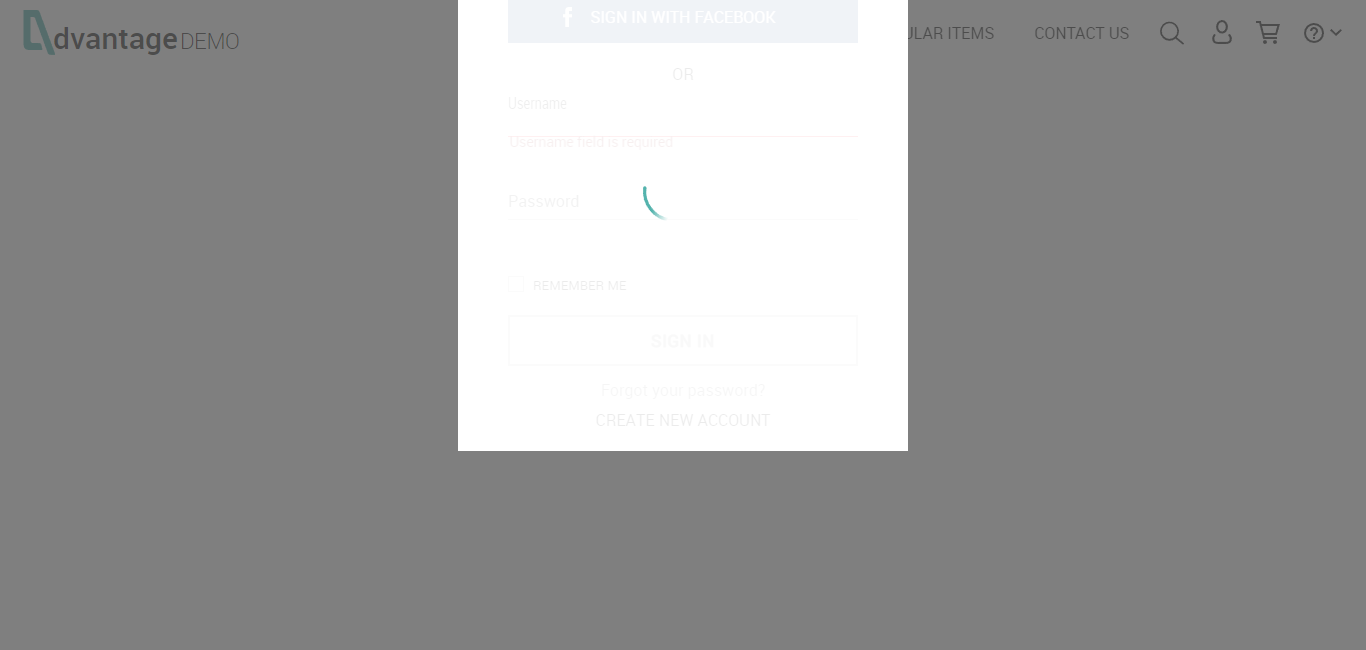 dvantage DEMO
ULAR ITEMS
CONTACT US
SIGN IN WITH FACEBOOK
OR
Username
Username field is required
Password
REMEMBER ME
SIGN IN
Forgot your password?
CREATE NEW ACCOUNT